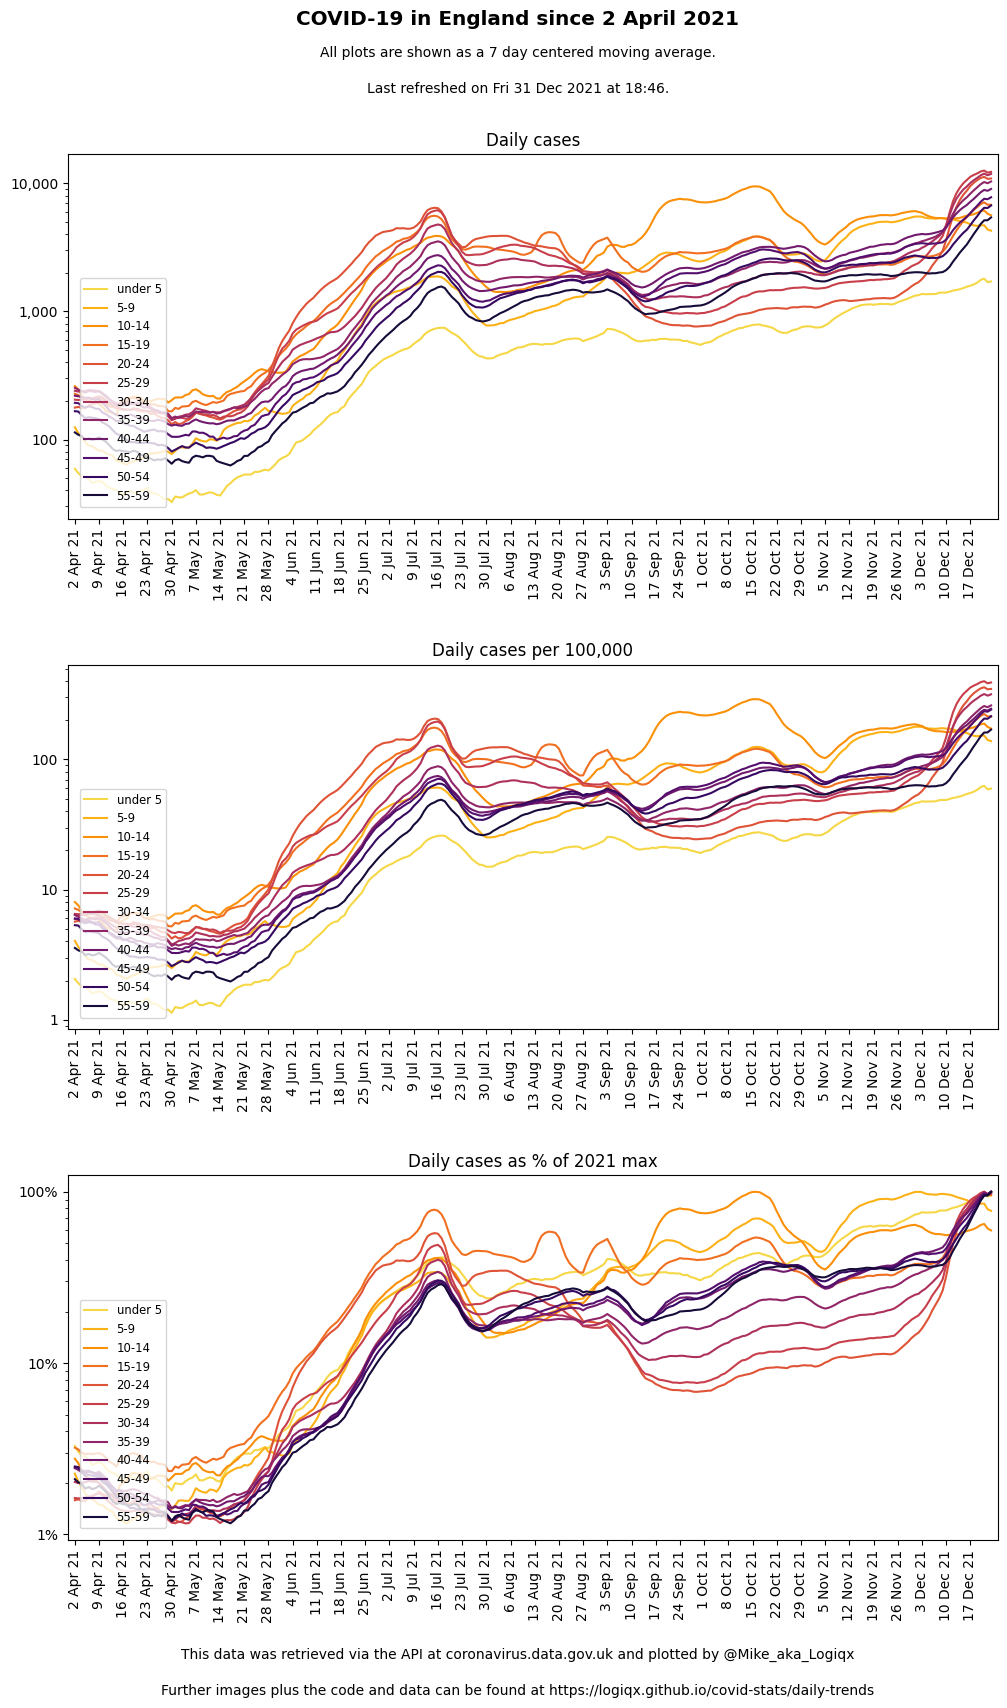 COVID-19 in England since 2 April 2021
All plots are shown as a 7 day centered moving average.
Last refreshed on Fri 31 Dec 2021 at 18:46.
Daily cases
10,000
1,000
100
under 5
5-9
10-14
15-19
20-24
25-29
30-34
35-39
40-44
45-49
50-54
55-59
2 Apr 21
9 Apr 21
16 Apr 21
23 Apr 21
30 Apr 21
7 May 21
14 May 21
21 May 21
28 May 21
4 Jun 21
11 Jun 21
18 Jun 21
25 Jun 21
2 Jul 21
9 Jul 21
16 Jul 21
23 Jul 21
30 Jul 21
6 Aug 21
13 Aug 21
20 Aug 21
27 Aug 21
3 Sep 21
10 Sep 21
17 Sep 21
24 Sep 21
1 Oct 21
8 Oct 21
15 Oct 21
22 Oct 21
29 Oct 21
5 Nov 21
12 Nov 21
19 Nov 21
26 Nov 21
3 Dec 21
10 Dec 21
17 Dec 21
Daily cases per 100,000
100
10
1
under 5
5-9
10-14
15-19
20-24
25-29
30-34
35-39
40-44
45-49
50-54
55-59
2 Apr 21
9 Apr 21
16 Apr 21
23 Apr 21
30 Apr 21
7 May 21
14 May 21
21 May 21
28 May 21
4 Jun 21
11 Jun 21
18 Jun 21
25 Jun 21
2 Jul 21
9 Jul 21
16 Jul 21
23 Jul 21
30 Jul 21
6 Aug 21
13 Aug 21
20 Aug 21
27 Aug 21
3 Sep 21
10 Sep 21
17 Sep 21
24 Sep 21
1 Oct 21
8 Oct 21
15 Oct 21
22 Oct 21
29 Oct 21
5 Nov 21
12 Nov 21
19 Nov 21
26 Nov 21
3 Dec 21
10 Dec 21
17 Dec 21
Daily cases as % of 2021 max
100%
10%
1%
under 5
5-9
10-14
15-19
20-24
25-29
30-34
35-39
40-44
45-49
50-54
55-59
2 Apr 21
9 Apr 21
16 Apr 21
23 Apr 21
30 Apr 21
7 May 21
14 May 21
21 May 21
28 May 21
4 Jun 21
11 Jun 21
18 Jun 21
25 Jun 21
2 Jul 21
9 Jul 21
16 Jul 21
23 Jul 21
30 Jul 21
6 Aug 21
13 Aug 21
20 Aug 21
27 Aug 21
3 Sep 21
10 Sep 21
17 Sep 21
24 Sep 21
1 Oct 21
8 Oct 21
15 Oct 21
22 Oct 21
29 Oct 21
5 Nov 21
12 Nov 21
19 Nov 21
26 Nov 21
3 Dec 21
10 Dec 21
17 Dec 21
This data was retrieved via the API at coronavirus.data.gov.uk and plotted by @Mike_aka_Logiqx
Further images plus the code and data can be found at https://logiqx.github.io/covid-stats/daily-trends